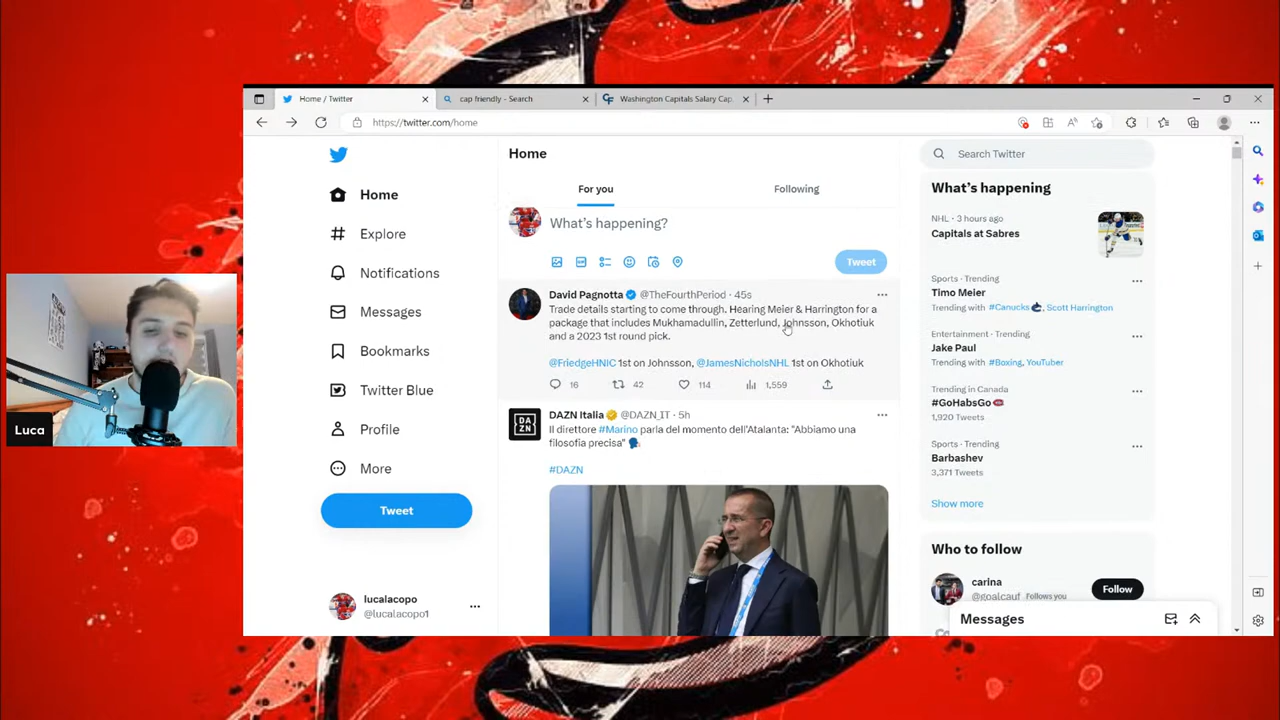 Home / Twitter
cap friendly - Search
Washington Capitals Salary Cap
https://twitter.com/home
Home
Explore
Notifications
Messages
Bookmarks
Twitter Blue
Profile
More
Tweet
lucalacopo
@lucalacopo1
Home
For you
Following
What's happening?
Tweet
David Pagnotta @TheFourthPeriod · 45s
Trade details starting to come through. Hearing Meier & Harrington for a
package that includes Mukhamadullin, Zetterlund, Johnsson, Okhotiuk
and a 2023 1st round pick.
@FriedgeHNIC 1st on Johnsson, @JamesNicholsNHL 1st on Okhotiuk
16
42
114
1,559
DAZN Italia @DAZN_IT · 5h
Il direttore #Marino parla del momento dell'Atalanta: "Abbiamo una
filosofia precisa"
#DAZN
DAZN
Search Twitter
What's happening
NHL · 3 hours ago
Capitals at Sabres
Sports · Trending
Timo Meier
Trending with #Canucks Scott Harrington
Entertainment · Trending
Jake Paul
Trending with #Boxing, YouTuber
Trending in Canada
#GoHabsGo
1,920 Tweets
Sports · Trending
Barbashev
3,371 Tweets
Show more
Who to follow
carina
@goalcauf Follows you
Follow
Messages
Luca